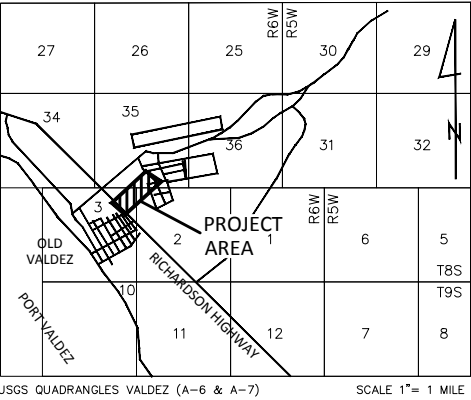 27
26
25
R6W
R5W
30
29
N
34
35
36
31
32
3
PROJECT
AREA
OLD
VALDEZ
2
1
R6W
R5W
6
5
T8S
T9S
PORT VALDEZ
RICHARDSON HIGHWAY
10
11
12
7
8
USGS QUADRANGLES VALDEZ (A-6 & A-7)
SCALE 1"= 1 MILE